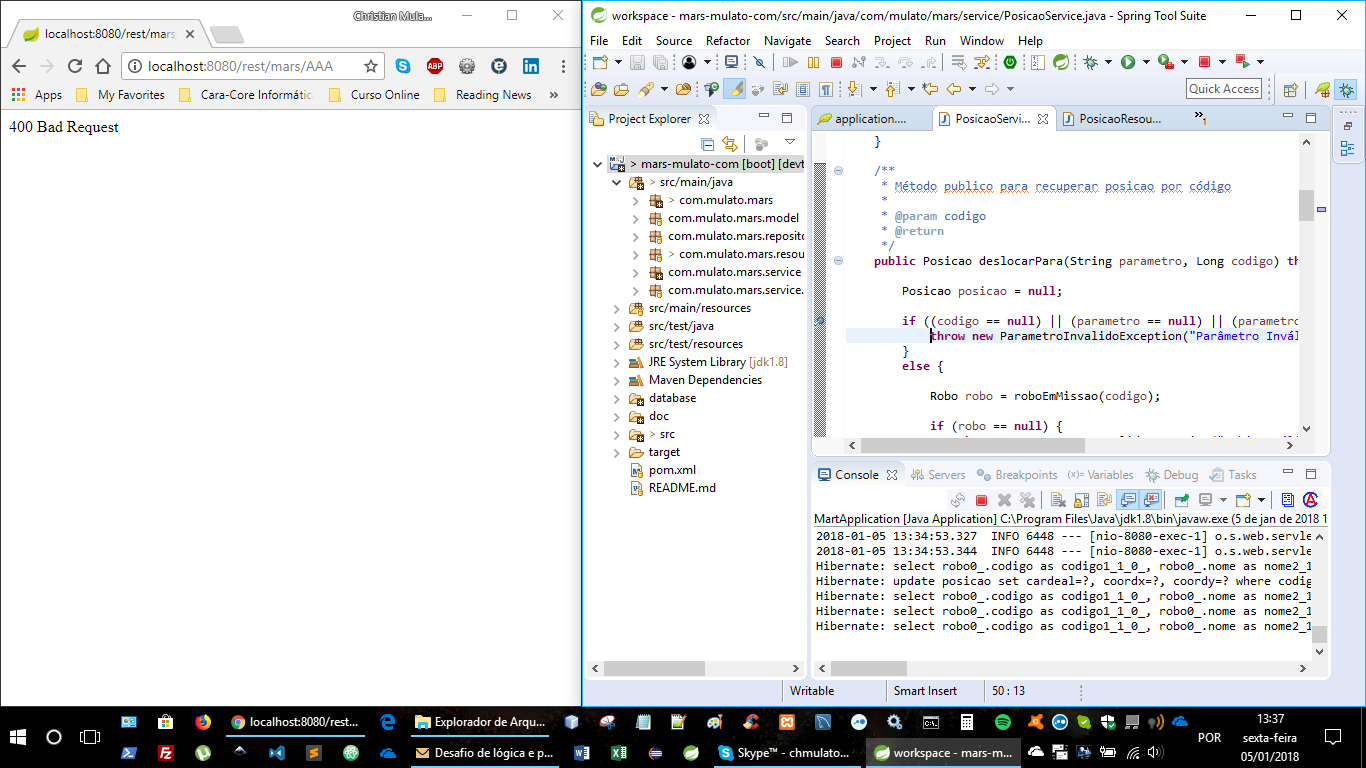 Christian Mula...
localhost:8080/rest/mars
localhost:8080/rest/mars/AAA
Apps
My Favorites
Cara-Core Informátic
Curso Online
Reading News
»
400 Bad Request
workspace - mars-mulato-com/src/main/java/com/mulato/mars/service/PosicaoService.java - Spring Tool Suite
File Edit Source Refactor Navigate Search Project Run Window Help
Quick Access
Project Explorer
> mars-mulato-com [boot] [devt
> src/main/java
> com.mulato.mars
com.mulato.mars.model
com.mulato.mars.reposito
> com.mulato.mars.resou
com.mulato.mars.service
com.mulato.mars.service.
src/main/resources
src/test/java
src/test/resources
JRE System Library [jdk1.8]
Maven Dependencies
database
doc
> src
target
pom.xml
README.md
application....
PosicaoServi...
PosicaoResou...
»1
}
/**
* Método publico para recuperar posicao por código
*
* @param codigo
* @return
*/
public Posicao deslocarPara(String parametro, Long codigo) th
Posicao posicao = null;
if ((codigo == null) || (parametro == null) || (parametro
throw new ParametroInvalidoException("Parâmetro Invál
}
else {
Robo robo = roboEmMissao(codigo);
if (robo == null) {
Console
Servers
Breakpoints
(x)= Variables
Debug
Tasks
MartApplication [Java Application] C:\Program Files\Java\jdk1.8\bin\javaw.exe (5 de jan de 2018 1
2018-01-05 13:34:53.327 INFO 6448 --- [nio-8080-exec-1] o.s.web.servle
2018-01-05 13:34:53.344 INFO 6448 --- [nio-8080-exec-1] o.s.web.servle
Hibernate: select robo0_.codigo as codigo1_1_0_, robo0_.nome as nome2_1
Hibernate: update posicao set cardeal=?, coordx=?, coordy=? where codig
Hibernate: select robo0_.codigo as codigo1_1_0_, robo0_.nome as nome2_1
Hibernate: select robo0_.codigo as codigo1_1_0_, robo0_.nome as nome2_1
Hibernate: select robo0_.codigo as codigo1_1_0_, robo0_.nome as nome2_1
Writable
Smart Insert
50 : 13
localhost:8080/rest...
Explorador de Arqu...
Desafio de lógica e p...
Skype™ - chmulato...
workspace - mars-m...
POR
13:37
sexta-feira
05/01/2018